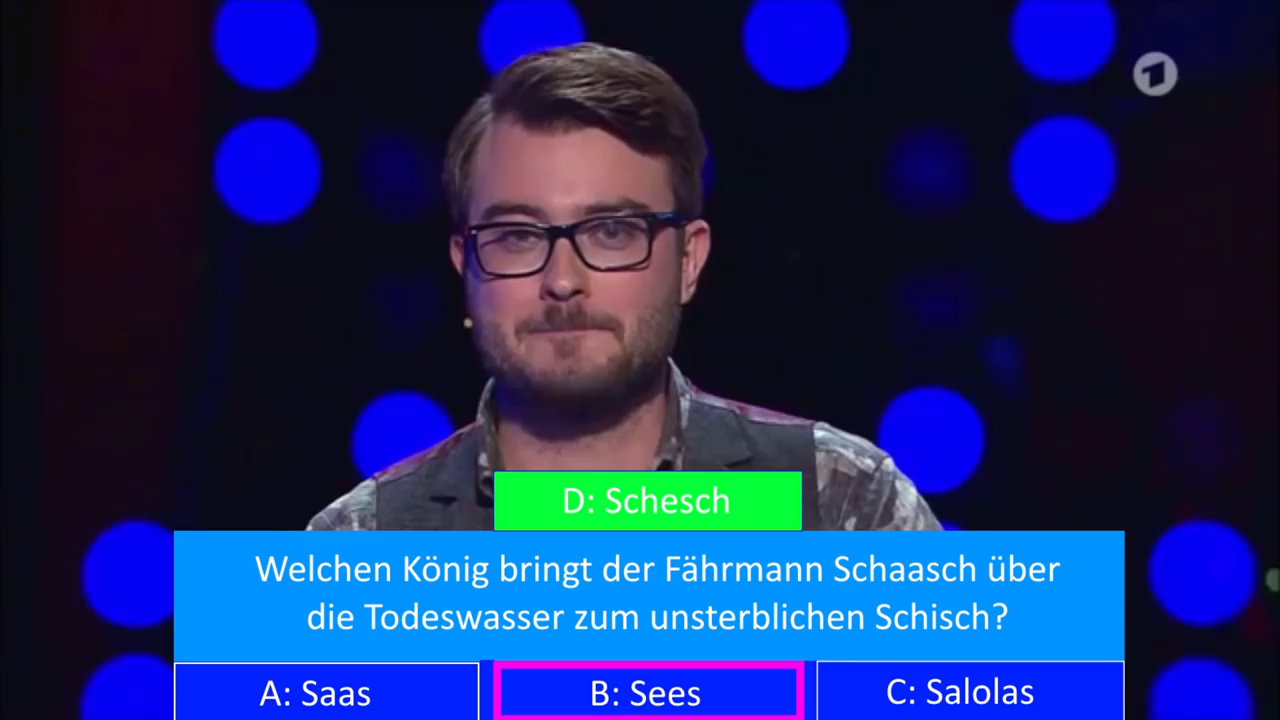 D: Schesch
Welchen König bringt der Fährmann Schaasch über
die Todeswasser zum unsterblichen Schisch?
A: Saas
B: Sees
C: Salolas